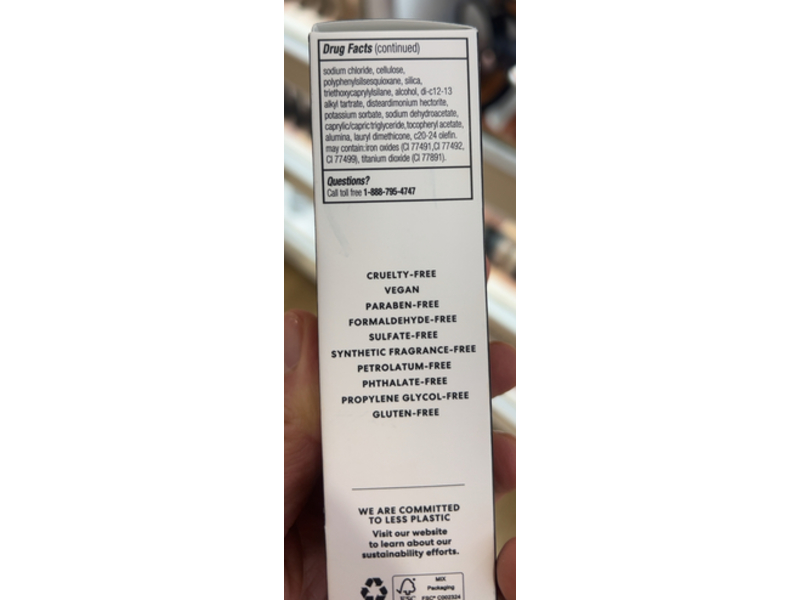 Drug Facts (continued)
sodium chloride, cellulose,
polyphenylsilsesquioxane, silica,
triethoxycaprylylsilane, alcohol, di-c12-13
alkyl tartrate, disteardimonium hectorite,
potassium sorbate, sodium dehydroacetate,
caprylic/capric triglyceride, tocopheryl acetate,
alumina, lauryl dimethicone, c20-24 olefin.
may contain:iron oxides (CI 77491,CI 77492,
CI 77499), titanium dioxide (CI 77891).
Questions?
Call toll free 1-888-795-4747
CRUELTY-FREE
VEGAN
PARABEN-FREE
FORMALDEHYDE-FREE
SULFATE-FREE
SYNTHETIC FRAGRANCE-FREE
PETROLATUM-FREE
PHTHALATE-FREE
PROPYLENE GLYCOL-FREE
GLUTEN-FREE
WE ARE COMMITTED
TO LESS PLASTIC
Visit our website
to learn about our
sustainability efforts.
MIX
Packaging
FSC FSC® C002324